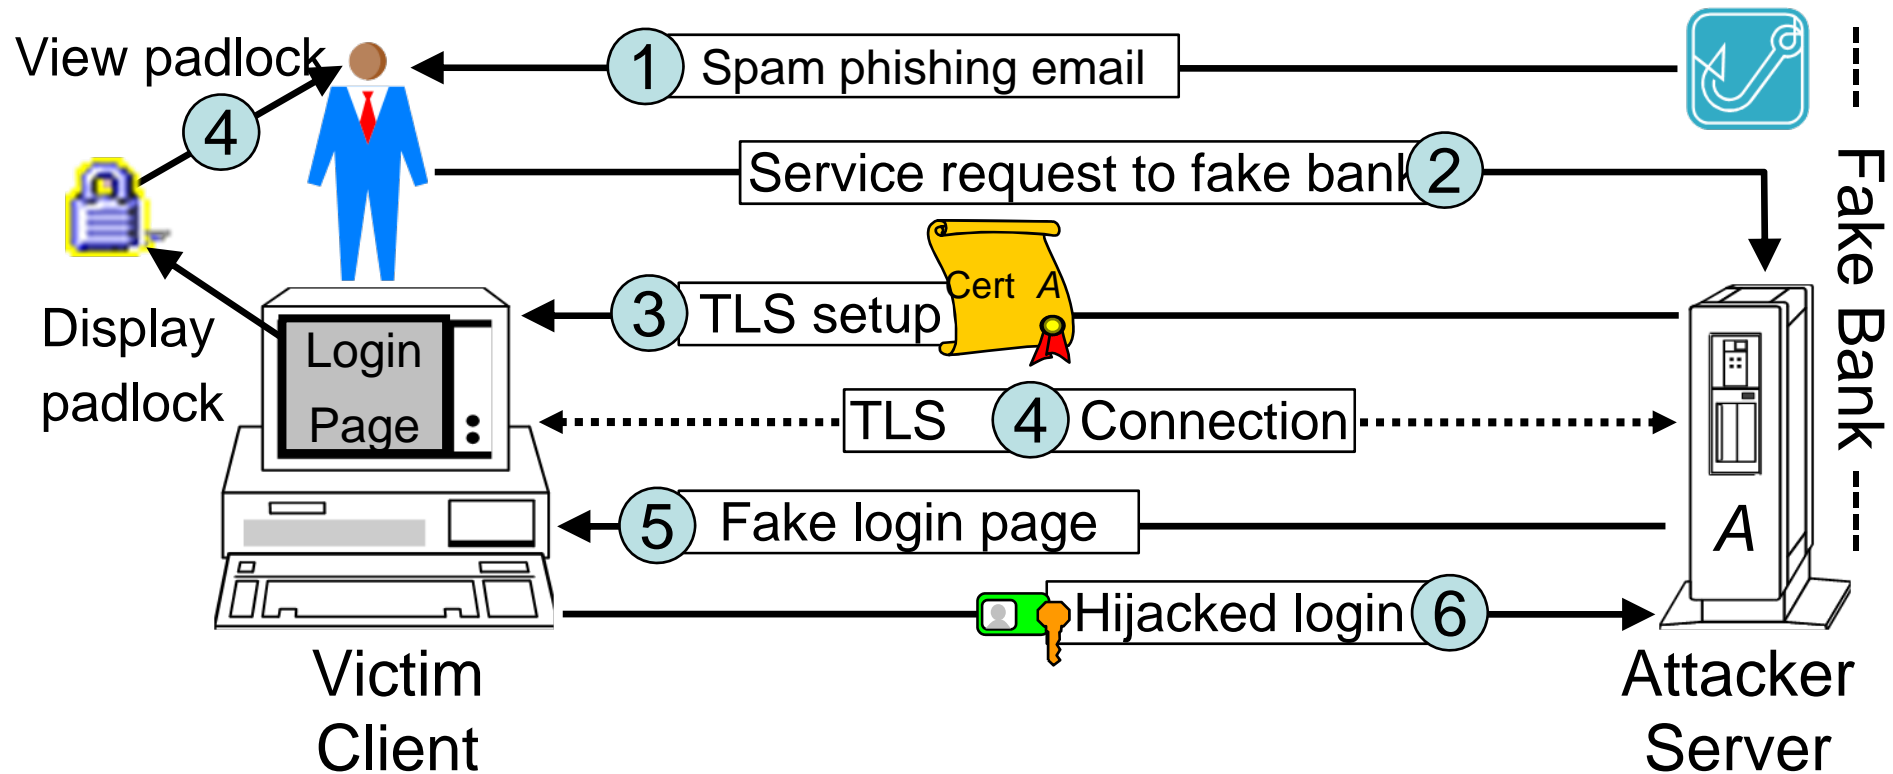 View padlock
1 Spam phishing email
4
Service request to fake bank 2
3 TLS setup
Cert A
Display
padlock
Login
Page
TLS 4 Connection
5 Fake login page
A
Hijacked login 6
Victim
Client
Attacker
Server
---- Fake Bank ----